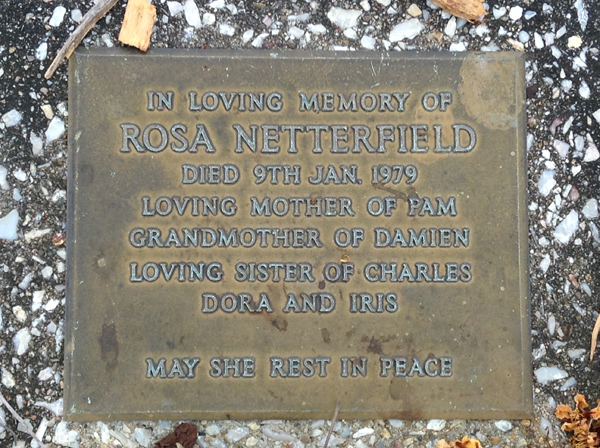 IN LOVING MEMORY OF
ROSA NETTERFIELD
DIED 9TH JAN. 1979
LOVING MOTHER OF PAM
GRANDMOTHER OF DAMIEN
LOVING SISTER OF CHARLES
DORA AND IRIS
MAY SHE REST IN PEACE